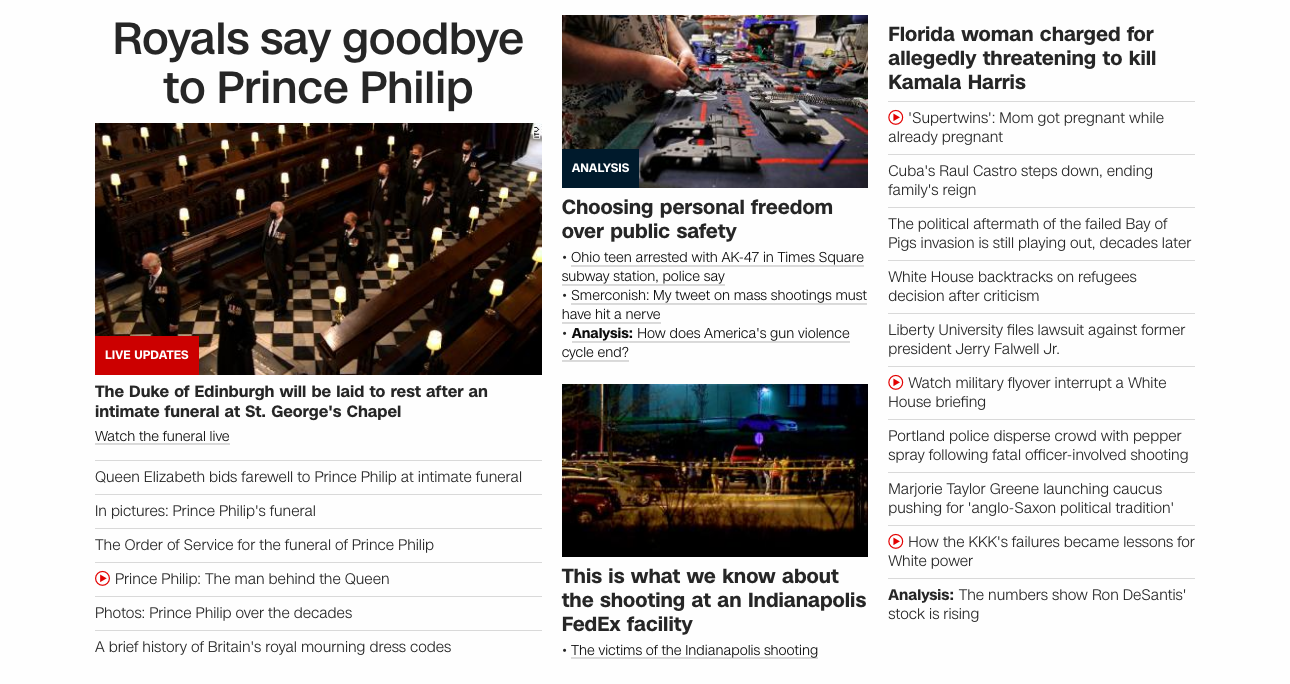 Royals say goodbye
to Prince Philip
LIVE UPDATES
The Duke of Edinburgh will be laid to rest after an
intimate funeral at St. George's Chapel
Watch the funeral live
Queen Elizabeth bids farewell to Prince Philip at intimate funeral
In pictures: Prince Philip's funeral
The Order of Service for the funeral of Prince Philip
Prince Philip: The man behind the Queen
Photos: Prince Philip over the decades
A brief history of Britain's royal mourning dress codes
ANALYSIS
Choosing personal freedom
over public safety
• Ohio teen arrested with AK-47 in Times Square
subway station, police say
• Smerconish: My tweet on mass shootings must
have hit a nerve
• Analysis: How does America's gun violence
cycle end?
This is what we know about
the shooting at an Indianapolis
FedEx facility
• The victims of the Indianapolis shooting
Florida woman charged for
allegedly threatening to kill
Kamala Harris
'Supertwins': Mom got pregnant while
already pregnant
Cuba's Raul Castro steps down, ending
family's reign
The political aftermath of the failed Bay of
Pigs invasion is still playing out, decades later
White House backtracks on refugees
decision after criticism
Liberty University files lawsuit against former
president Jerry Falwell Jr.
Watch military flyover interrupt a White
House briefing
Portland police disperse crowd with pepper
spray following fatal officer-involved shooting
Marjorie Taylor Greene launching caucus
pushing for 'anglo-Saxon political tradition'
How the KKK's failures became lessons for
White power
Analysis: The numbers show Ron DeSantis'
stock is rising